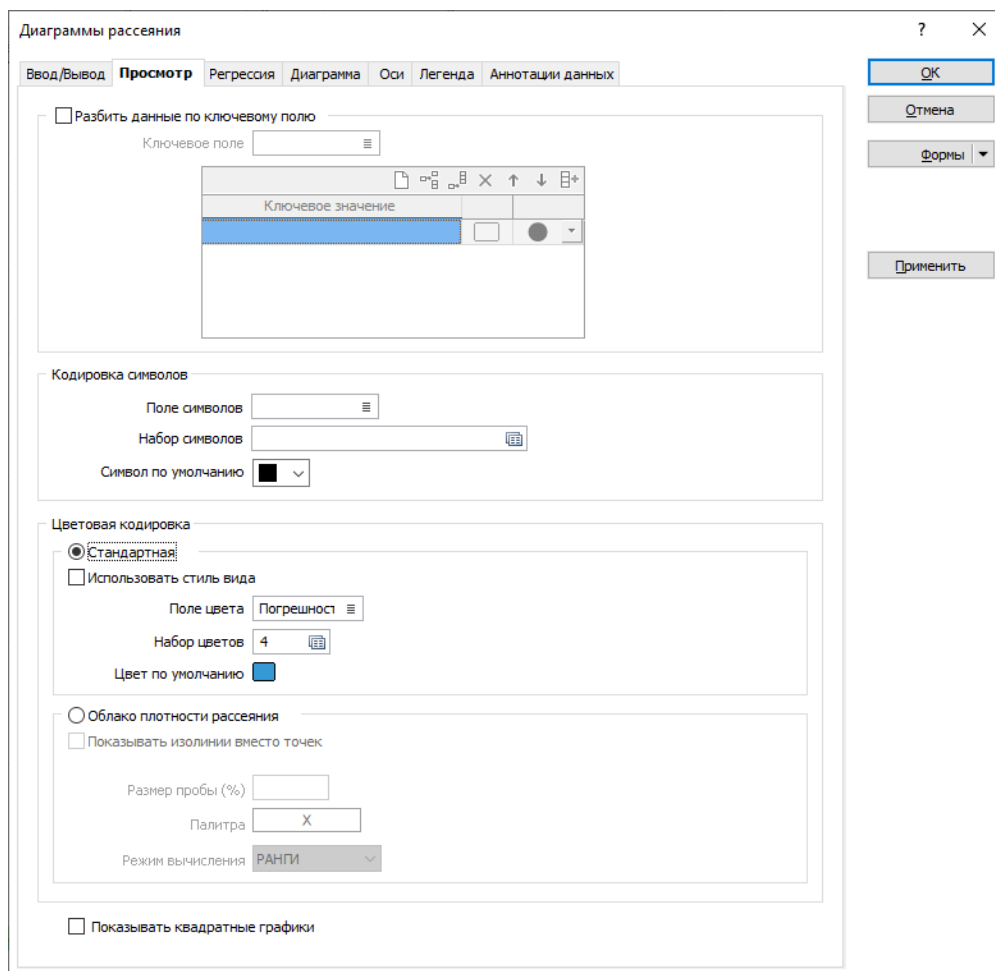 Диаграммы рассеяния
?
Ввод/Вывод Просмотр Регрессия Диаграмма Оси Легенда Аннотации данных
OK
Отмена
Формы
Применить
Разбить данные по ключевому полю
Ключевое поле
Ключевое значение
Кодировка символов
Поле символов
Набор символов
Символ по умолчанию
Цветовая кодировка
Стандартная
Использовать стиль вида
Поле цвета Погрешност
Набор цветов 4
Цвет по умолчанию
Облако плотности рассеяния
Показывать изолинии вместо точек
Размер пробы (%)
Палитра X
Режим вычисления РАНГИ
Показывать квадратные графики